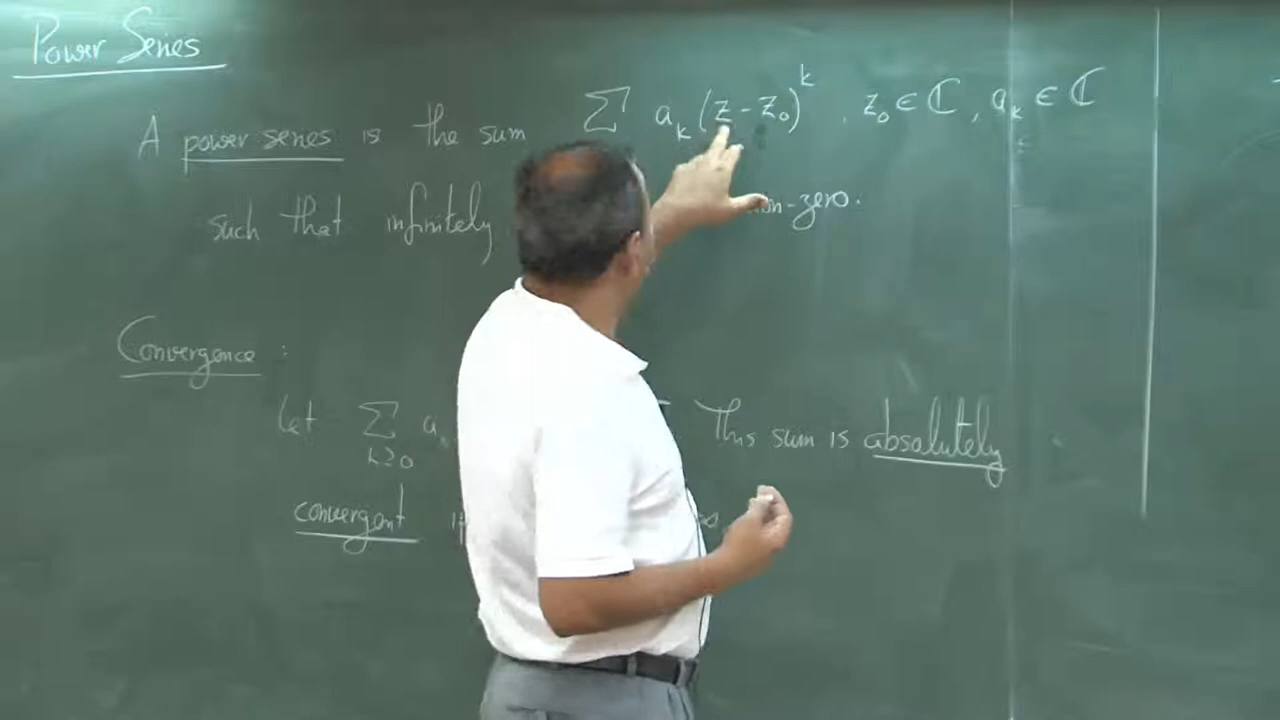 Power Series
A power series is the sum ∑ a_k (z - z_0)^k , z_0 ∈ ℂ, a_k ∈ ℂ
such that infinitely non-zero.
Convergence :
Let ∑_{k≥0} a This sum is absolutely
convergent